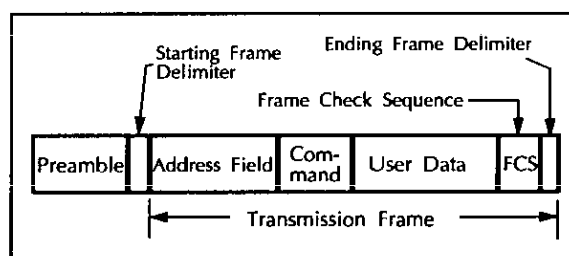 Starting Frame
Delimiter
Ending Frame Delimiter
Frame Check Sequence
Preamble
Address Field
Com-
mand
User Data
FCS
Transmission Frame